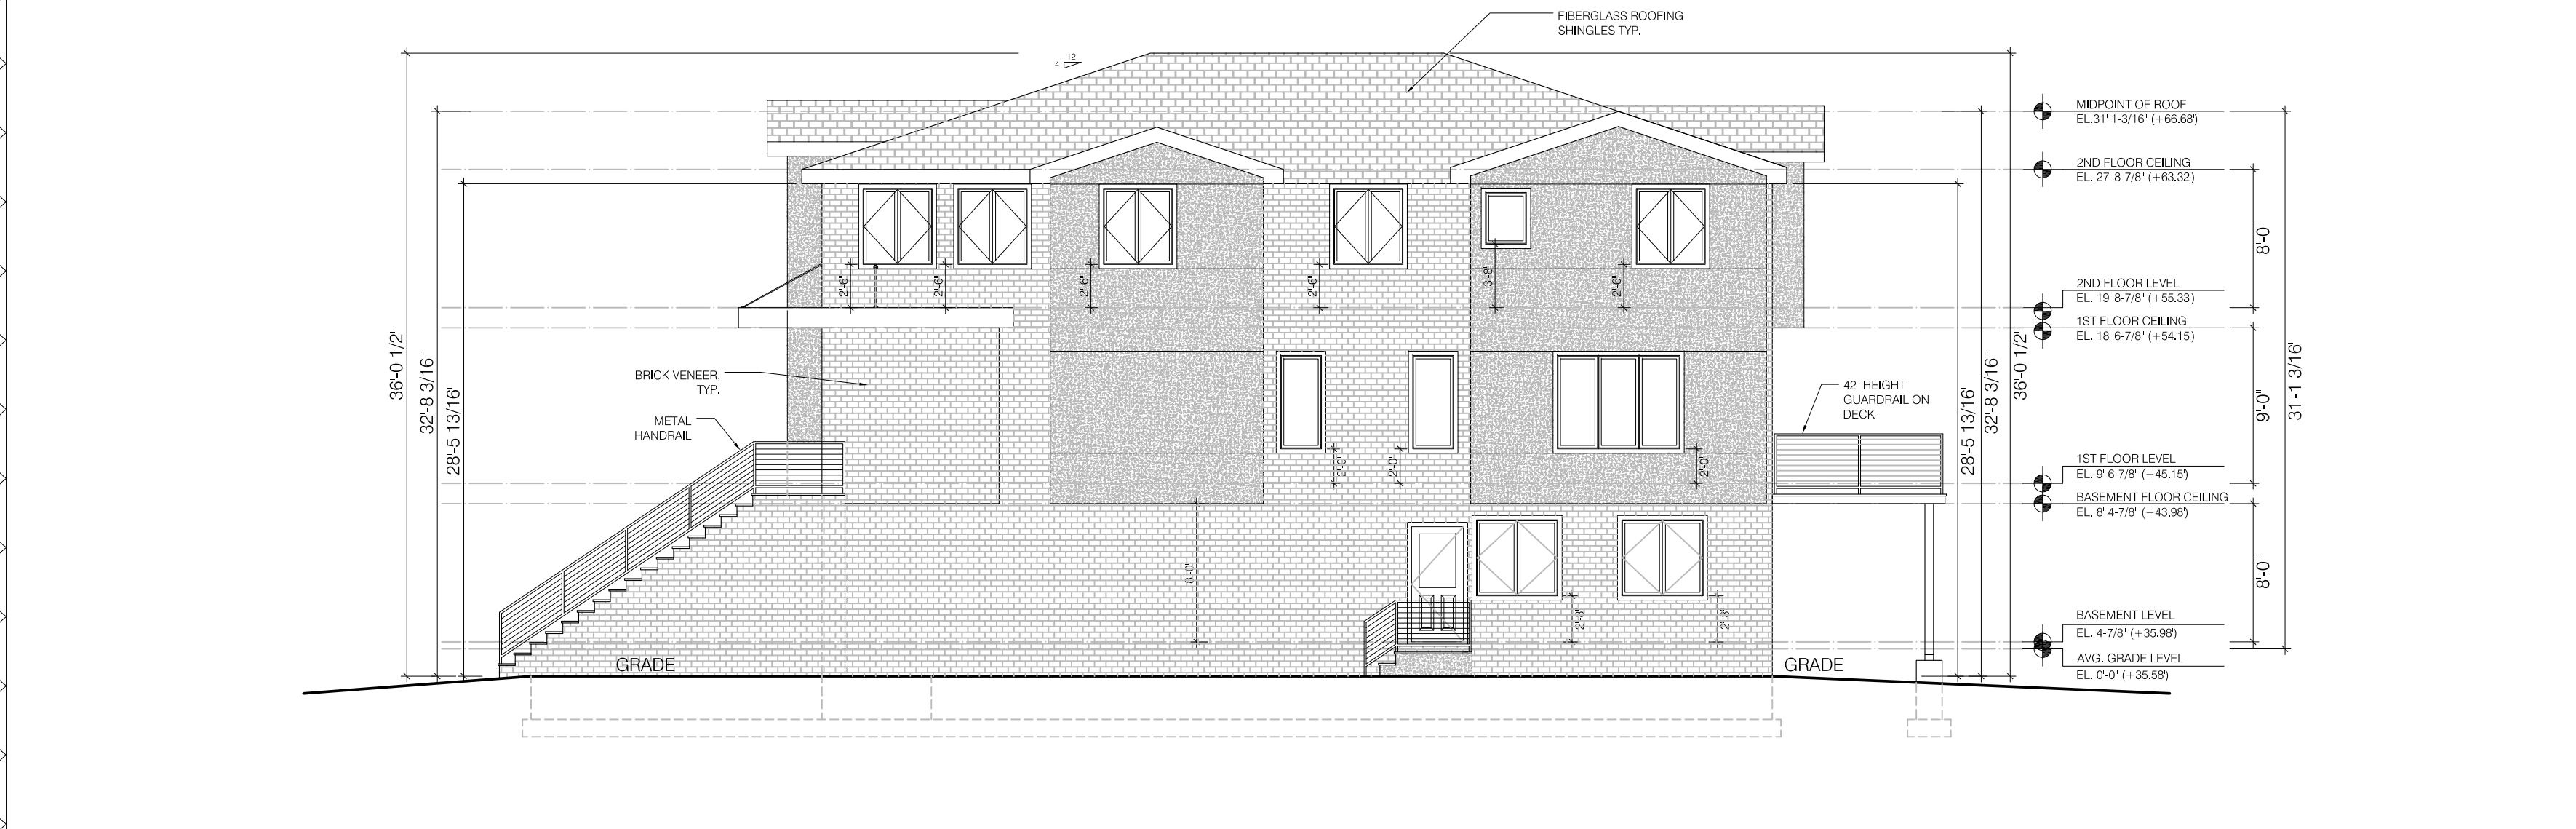 FIBERGLASS ROOFING
SHINGLES TYP.
12
4
MIDPOINT OF ROOF
EL.31' 1-3/16" (+66.68')
2ND FLOOR CEILING
EL. 27' 8-7/8" (+63.32')
8'-0"
2ND FLOOR LEVEL
EL. 19' 8-7/8" (+55.33')
1ST FLOOR CEILING
EL. 18' 6-7/8" (+54.15')
36'-0 1/2"
32'-8 3/16"
28'-5 13/16"
2'-6"
2'-6"
2'-6"
2'-6"
3'-8"
2'-6"
BRICK VENEER,
TYP.
METAL
HANDRAIL
2'-0"
2'-0"
2'-0"
42" HEIGHT
GUARDRAIL ON
DECK
28'-5 13/16"
32'-8 3/16"
36'-0 1/2"
9'-0"
31'-1 3/16"
1ST FLOOR LEVEL
EL. 9' 6-7/8" (+45.15')
BASEMENT FLOOR CEILING
EL. 8' 4-7/8" (+43.98')
8'-0"
8'-0"
BASEMENT LEVEL
EL. 4-7/8" (+35.98')
AVG. GRADE LEVEL
EL. 0'-0" (+35.58')
GRADE
GRADE